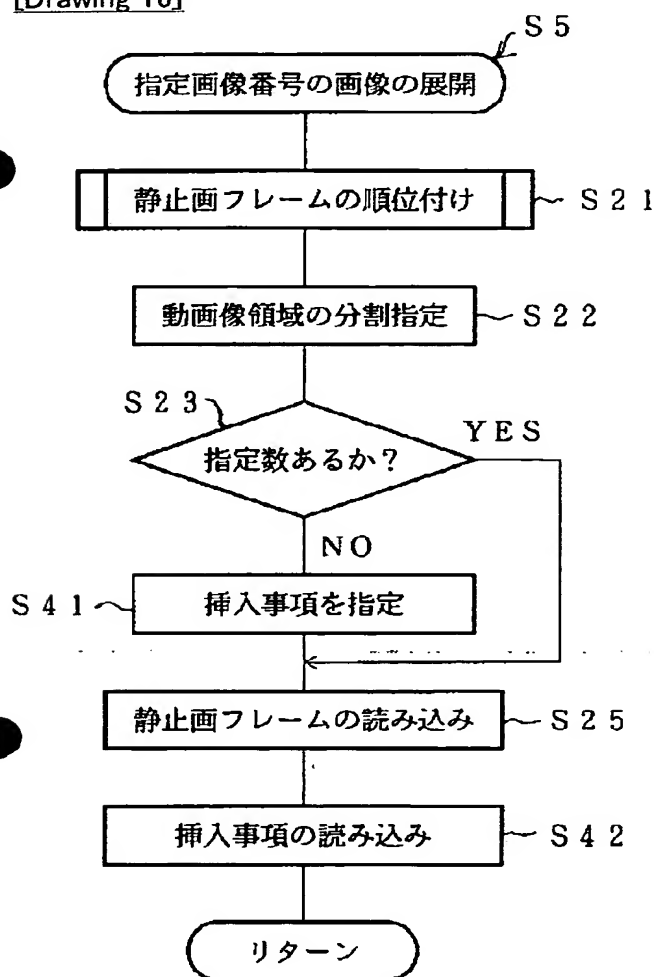 [Drawing 16]
S5
指定画像番号の画像の展開
静止画フレームの順位付け
S21
動画像領域の分割指定
S22
S23
指定数あるか？
YES
NO
S41
挿入事項を指定
静止画フレームの読み込み
S25
挿入事項の読み込み
S42
リターン